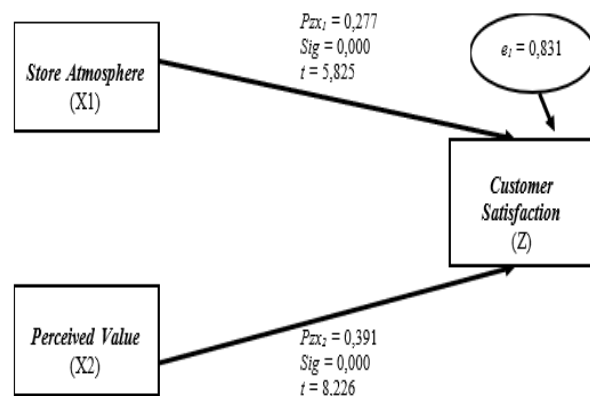 Pzx₁ = 0,277
Sig = 0,000
t = 5,825
e₁ = 0,831
Store Atmosphere
(X1)
Customer
Satisfaction
(Z)
Perceived Value
(X2)
Pzx₂ = 0,391
Sig = 0,000
t = 8,226